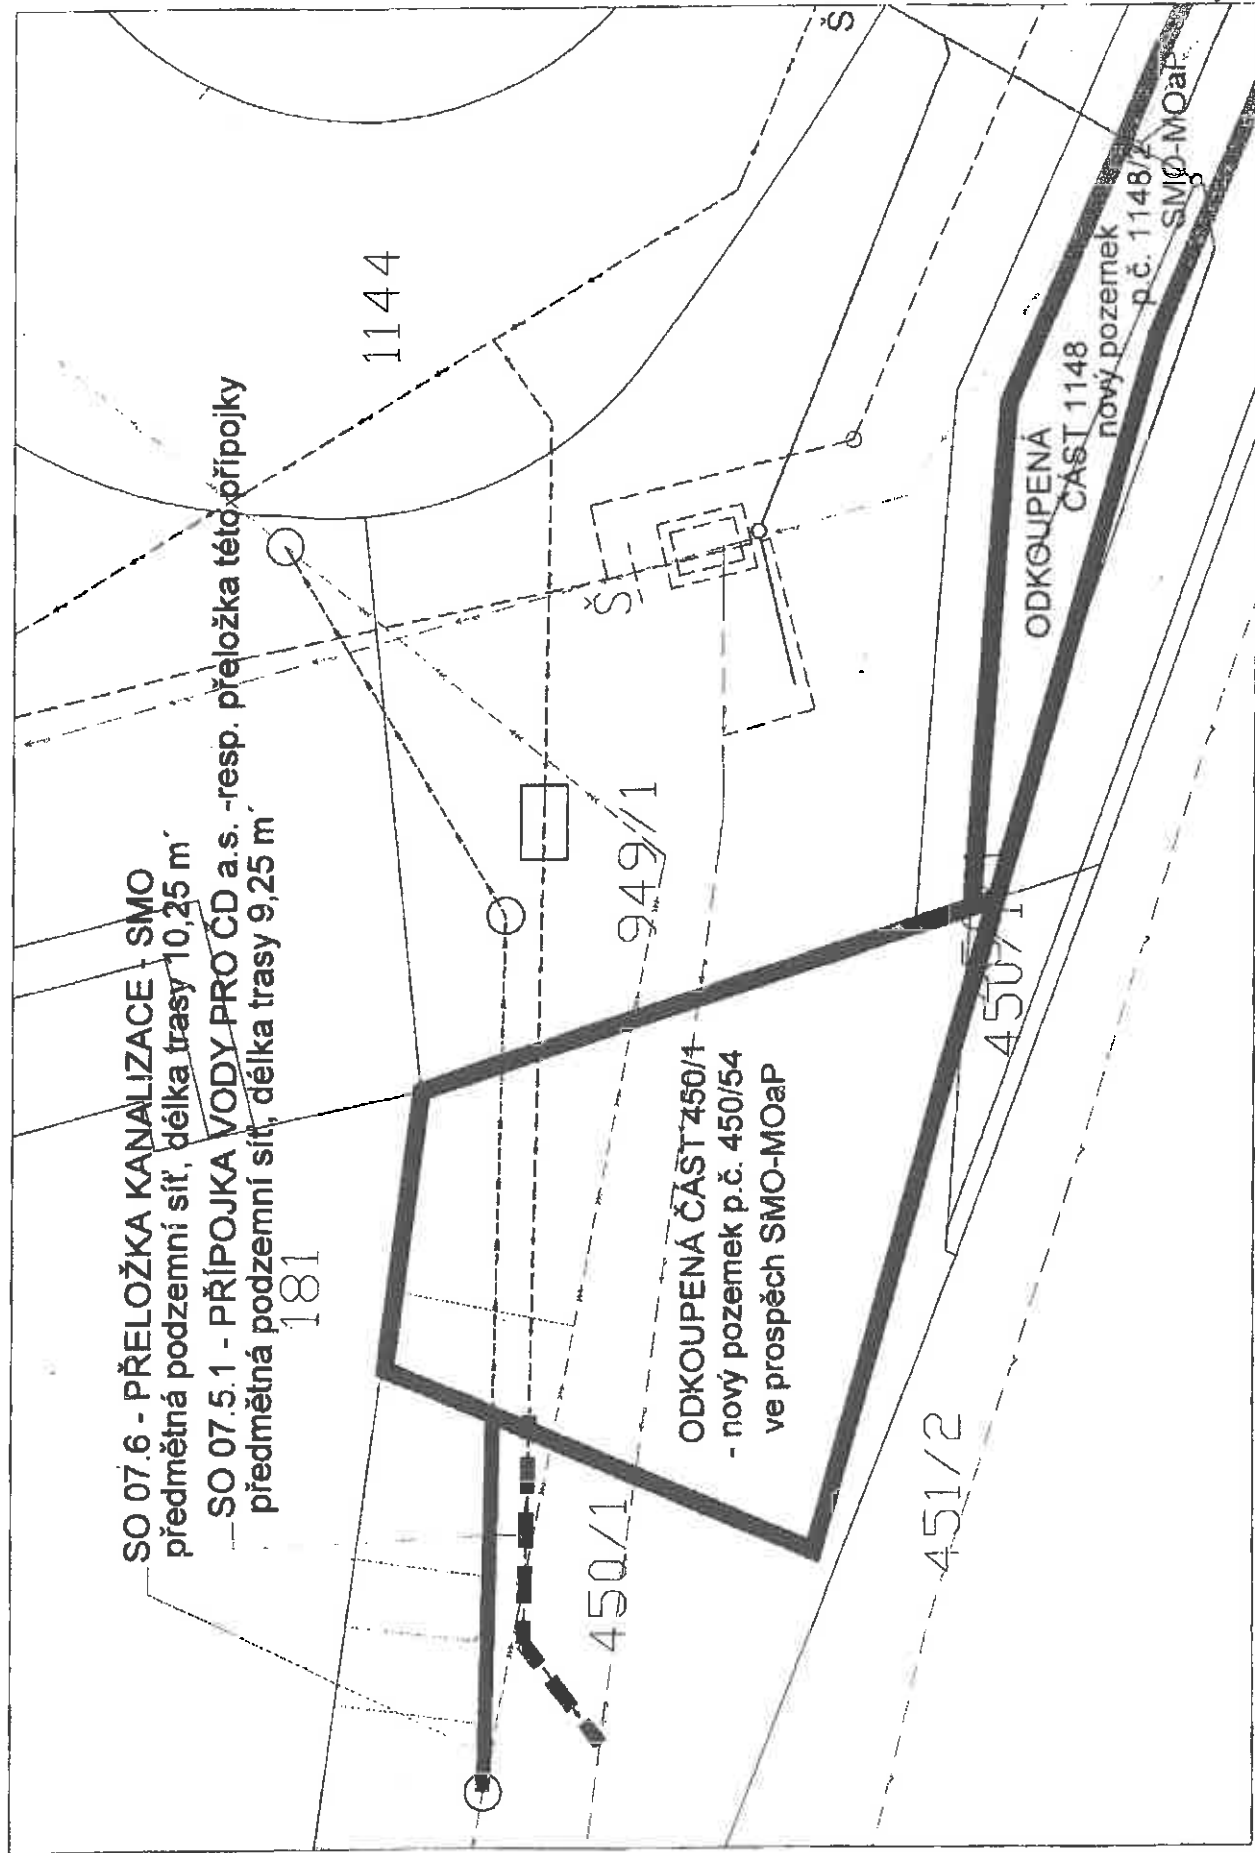 SO 07.6 - PŘELOŽKA KANALIZACE - SMO
předmětná podzemní síť, délka trasy 10,25 m´
SO 07.5.1 - PŘÍPOJKA VODY PRO ČD a.s. -resp. přeložka této přípojky
předmětná podzemní síť, délka trasy 9,25 m´
181
1144
Š
Š
949/1
ODKOUPENÁ ČÁST 450/1
- nový pozemek p.č. 450/54
ve prospěch SMO-MOaP
450/1
451/2
ODKOUPENÁ
ČÁST 1148
nový pozemek
p.č. 1148/2
SMO-MOaP